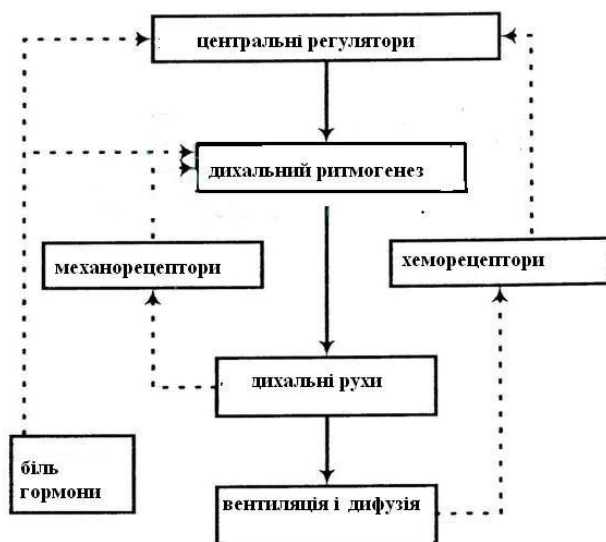 центральні регулятори
дихальний ритмогенез
механорецептори
хеморецептори
дихальні рухи
біль
гормони
вентиляція і дифузія